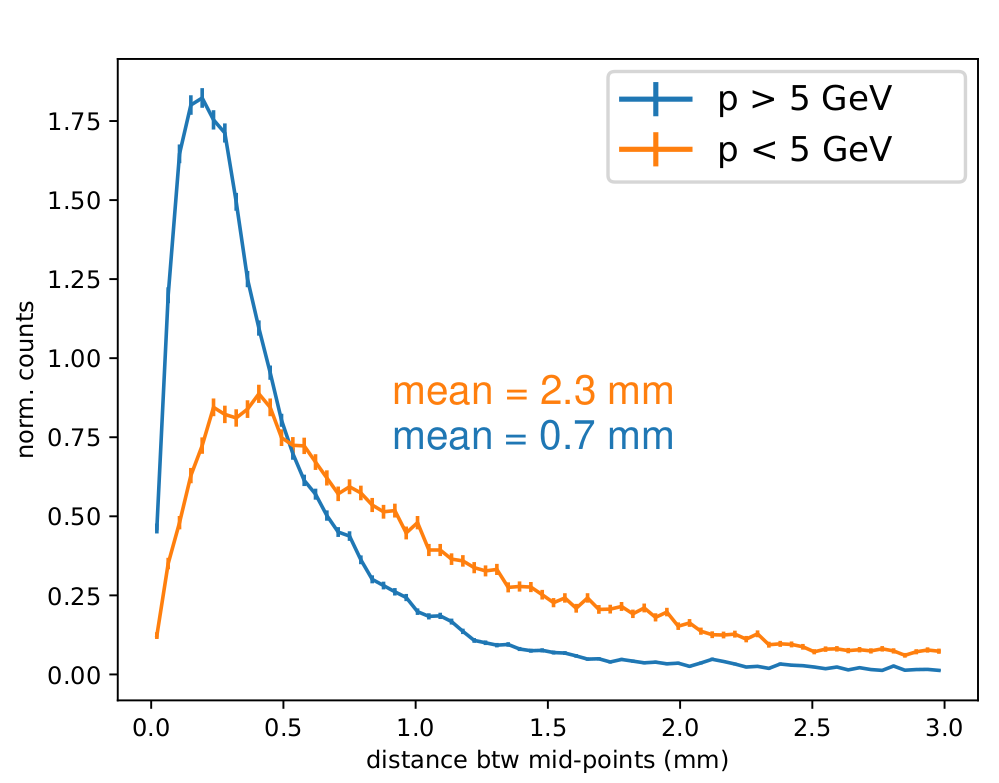 p > 5 GeV
p < 5 GeV
mean = 2.3 mm
mean = 0.7 mm
norm. counts
1.75
1.50
1.25
1.00
0.75
0.50
0.25
0.00
0.0 0.5 1.0 1.5 2.0 2.5 3.0
distance btw mid-points (mm)